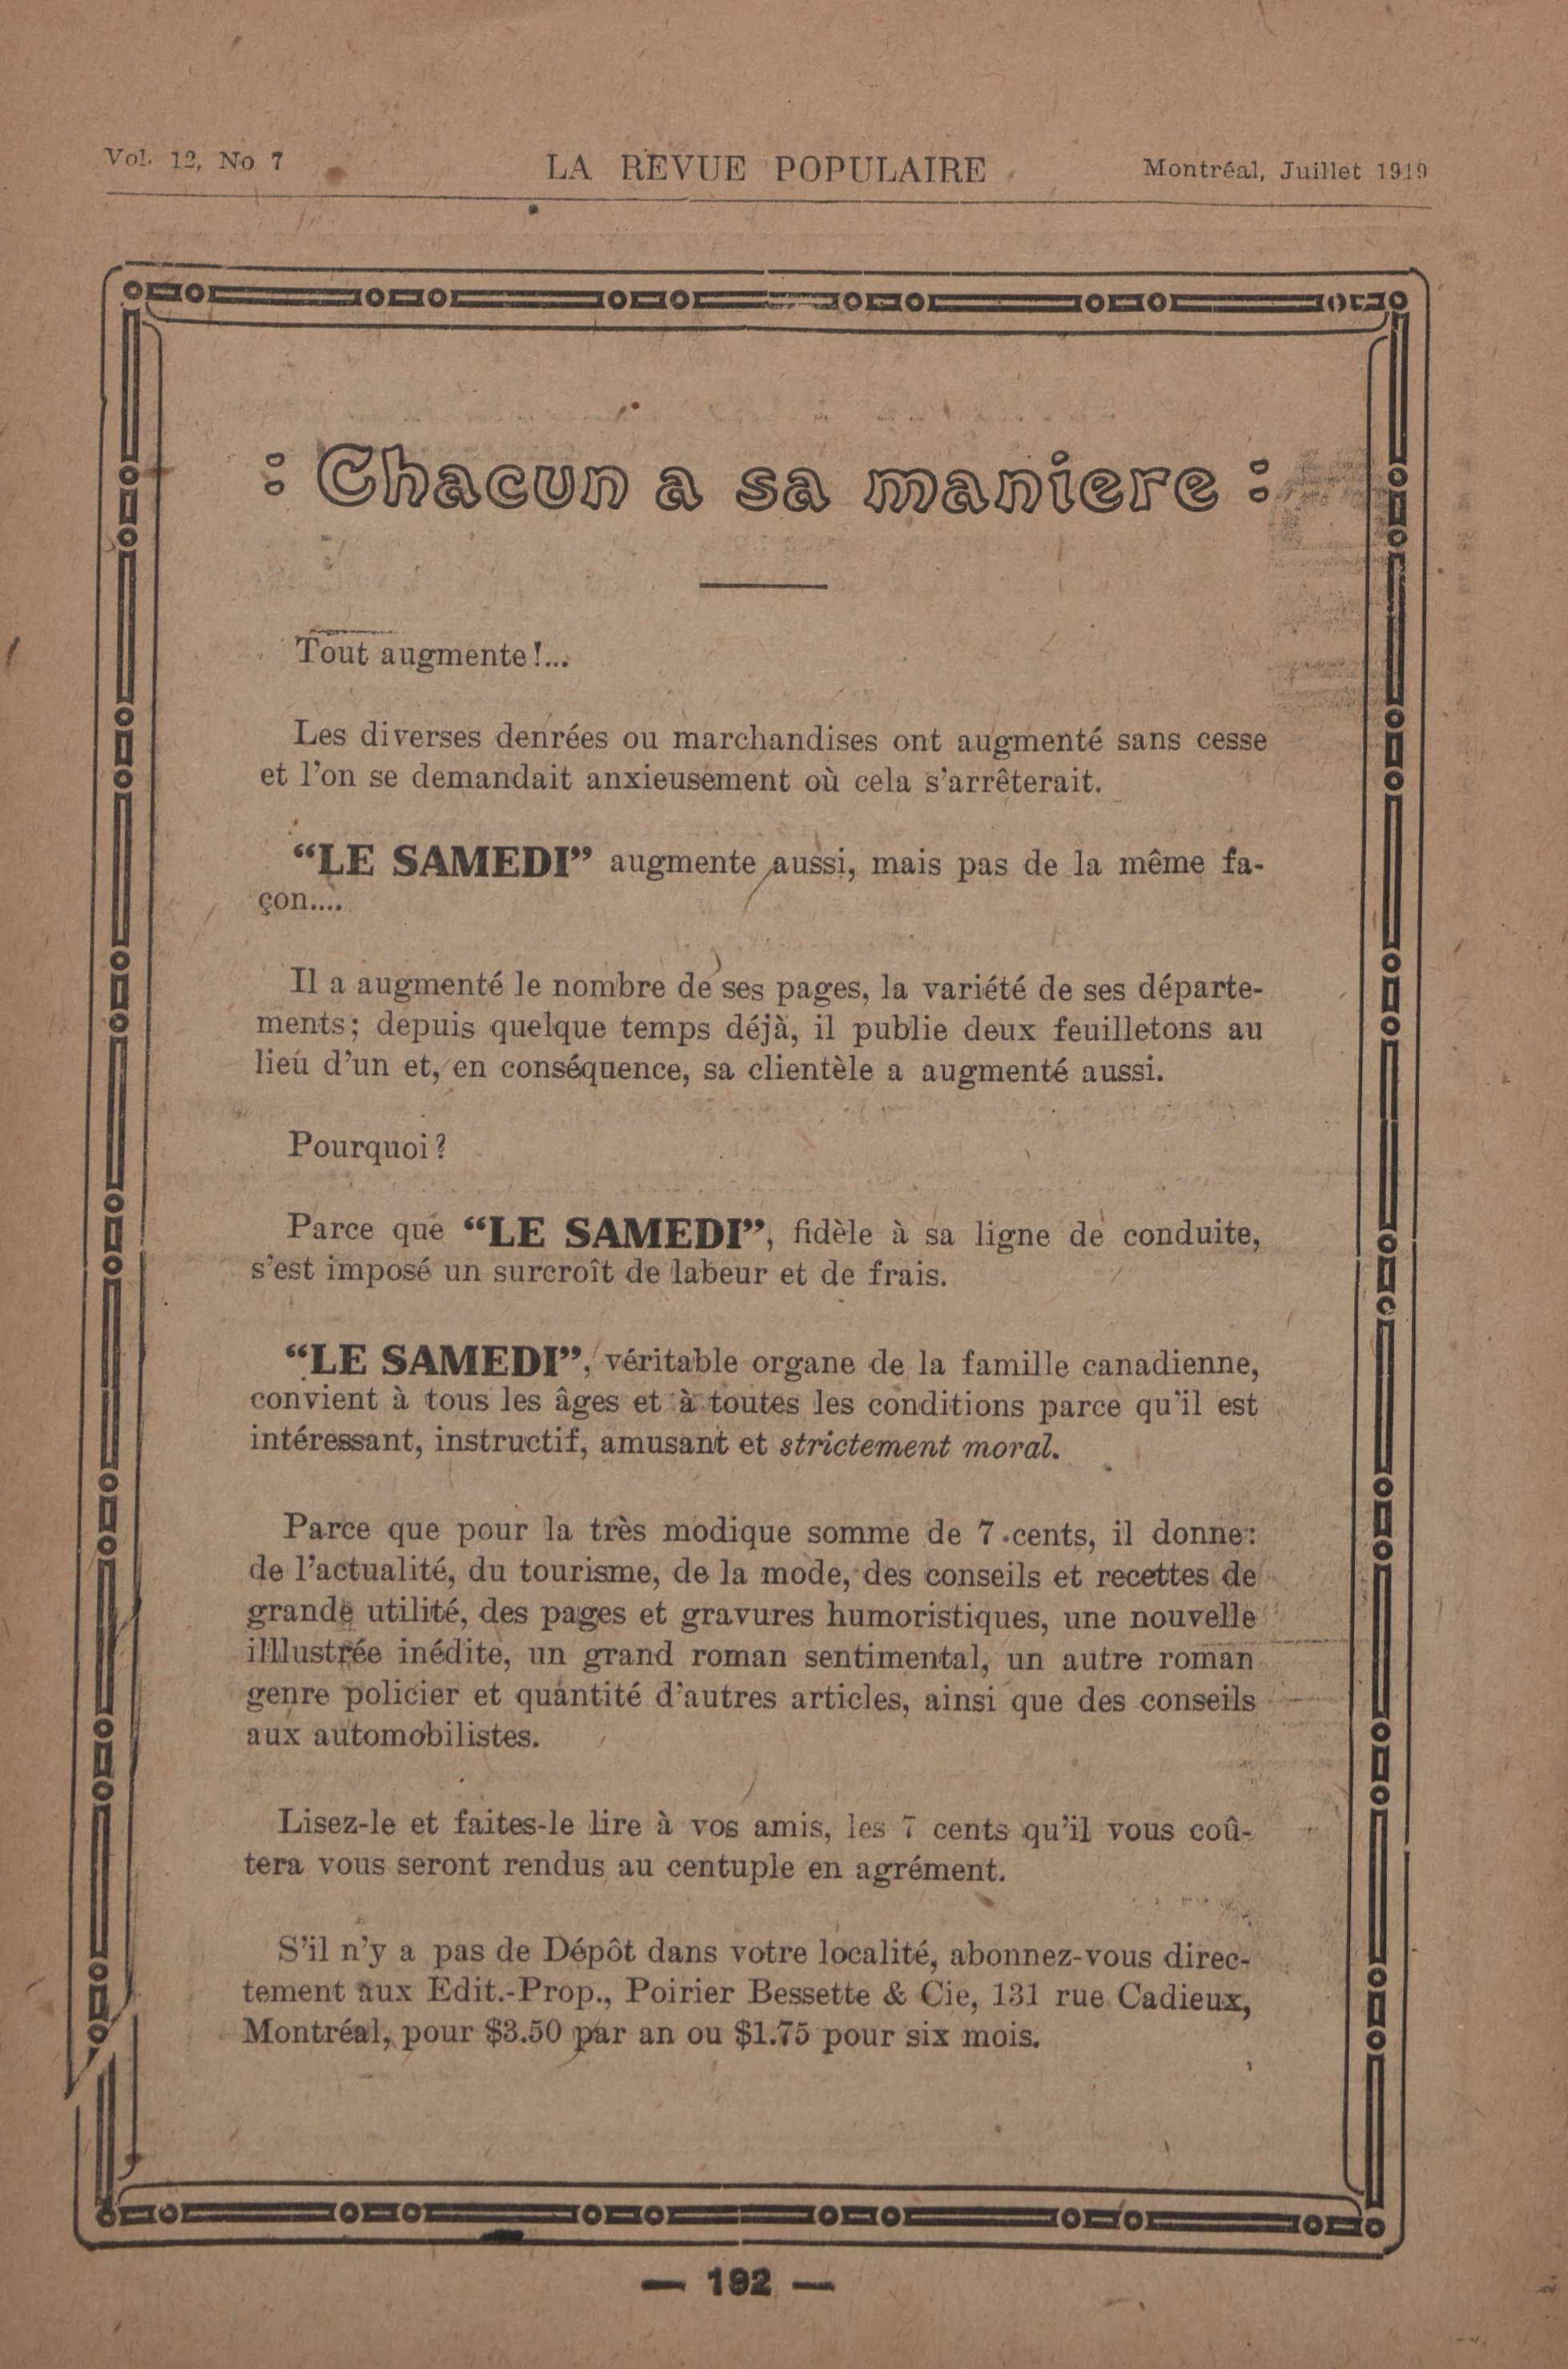 Vol. 12, No 7
LA REVUE POPULAIRE
Montréal, Juillet 1919
: Chacun a sa maniere :
Tout augmente!...
Les diverses denrées ou marchandises ont augmenté sans cesse
et l'on se demandait anxieusement où cela s'arrêterait.
“LE SAMEDI” augmente aussi, mais pas de la même fa-
çon....
Il a augmenté le nombre de ses pages, la variété de ses départe-
ments; depuis quelque temps déjà, il publie deux feuilletons au
lieu d'un et, en conséquence, sa clientèle a augmenté aussi.
Pourquoi?
Parce que “LE SAMEDI”, fidèle à sa ligne de conduite,
s'est imposé un surcroît de labeur et de frais.
“LE SAMEDI”, véritable organe de la famille canadienne,
convient à tous les âges et à toutes les conditions parce qu'il est
intéressant, instructif, amusant et strictement moral.
Parce que pour la très modique somme de 7 cents, il donne:
de l'actualité, du tourisme, de la mode, des conseils et recettes de
grande utilité, des pages et gravures humoristiques, une nouvelle
illlustrée inédite, un grand roman sentimental, un autre roman
genre policier et quantité d'autres articles, ainsi que des conseils
aux automobilistes.
Lisez-le et faites-le lire à vos amis, les 7 cents qu'il vous coû-
tera vous seront rendus au centuple en agrément.
S'il n'y a pas de Dépôt dans votre localité, abonnez-vous direc-
tement aux Edit.-Prop., Poirier Bessette & Cie, 131 rue Cadieux,
Montréal, pour $3.50 par an ou $1.75 pour six mois.
— 192 —